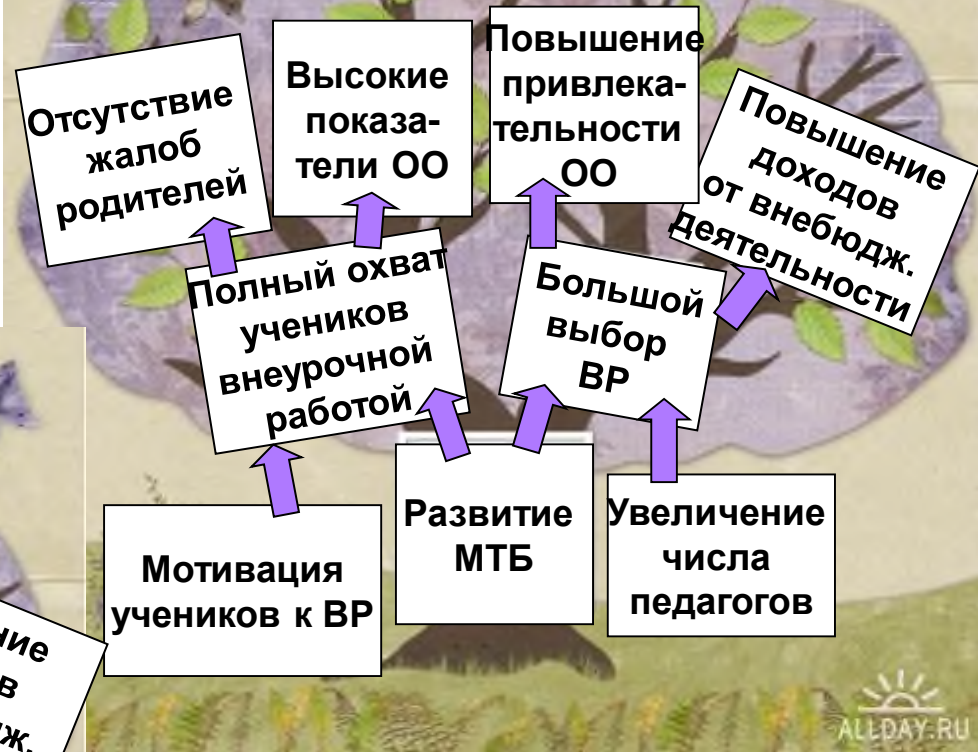 Отсутствие
жалоб
родителей
Высокие
показа-
тели ОО
Повышение
привлека-
тельности
ОО
Повышение
доходов
от внебюдж.
деятельности
Полный охват
учеников
внеурочной
работой
Большой
выбор
ВР
Мотивация
учеников к ВР
Развитие
МТБ
Увеличение
числа
педагогов
ALLDAY.RU